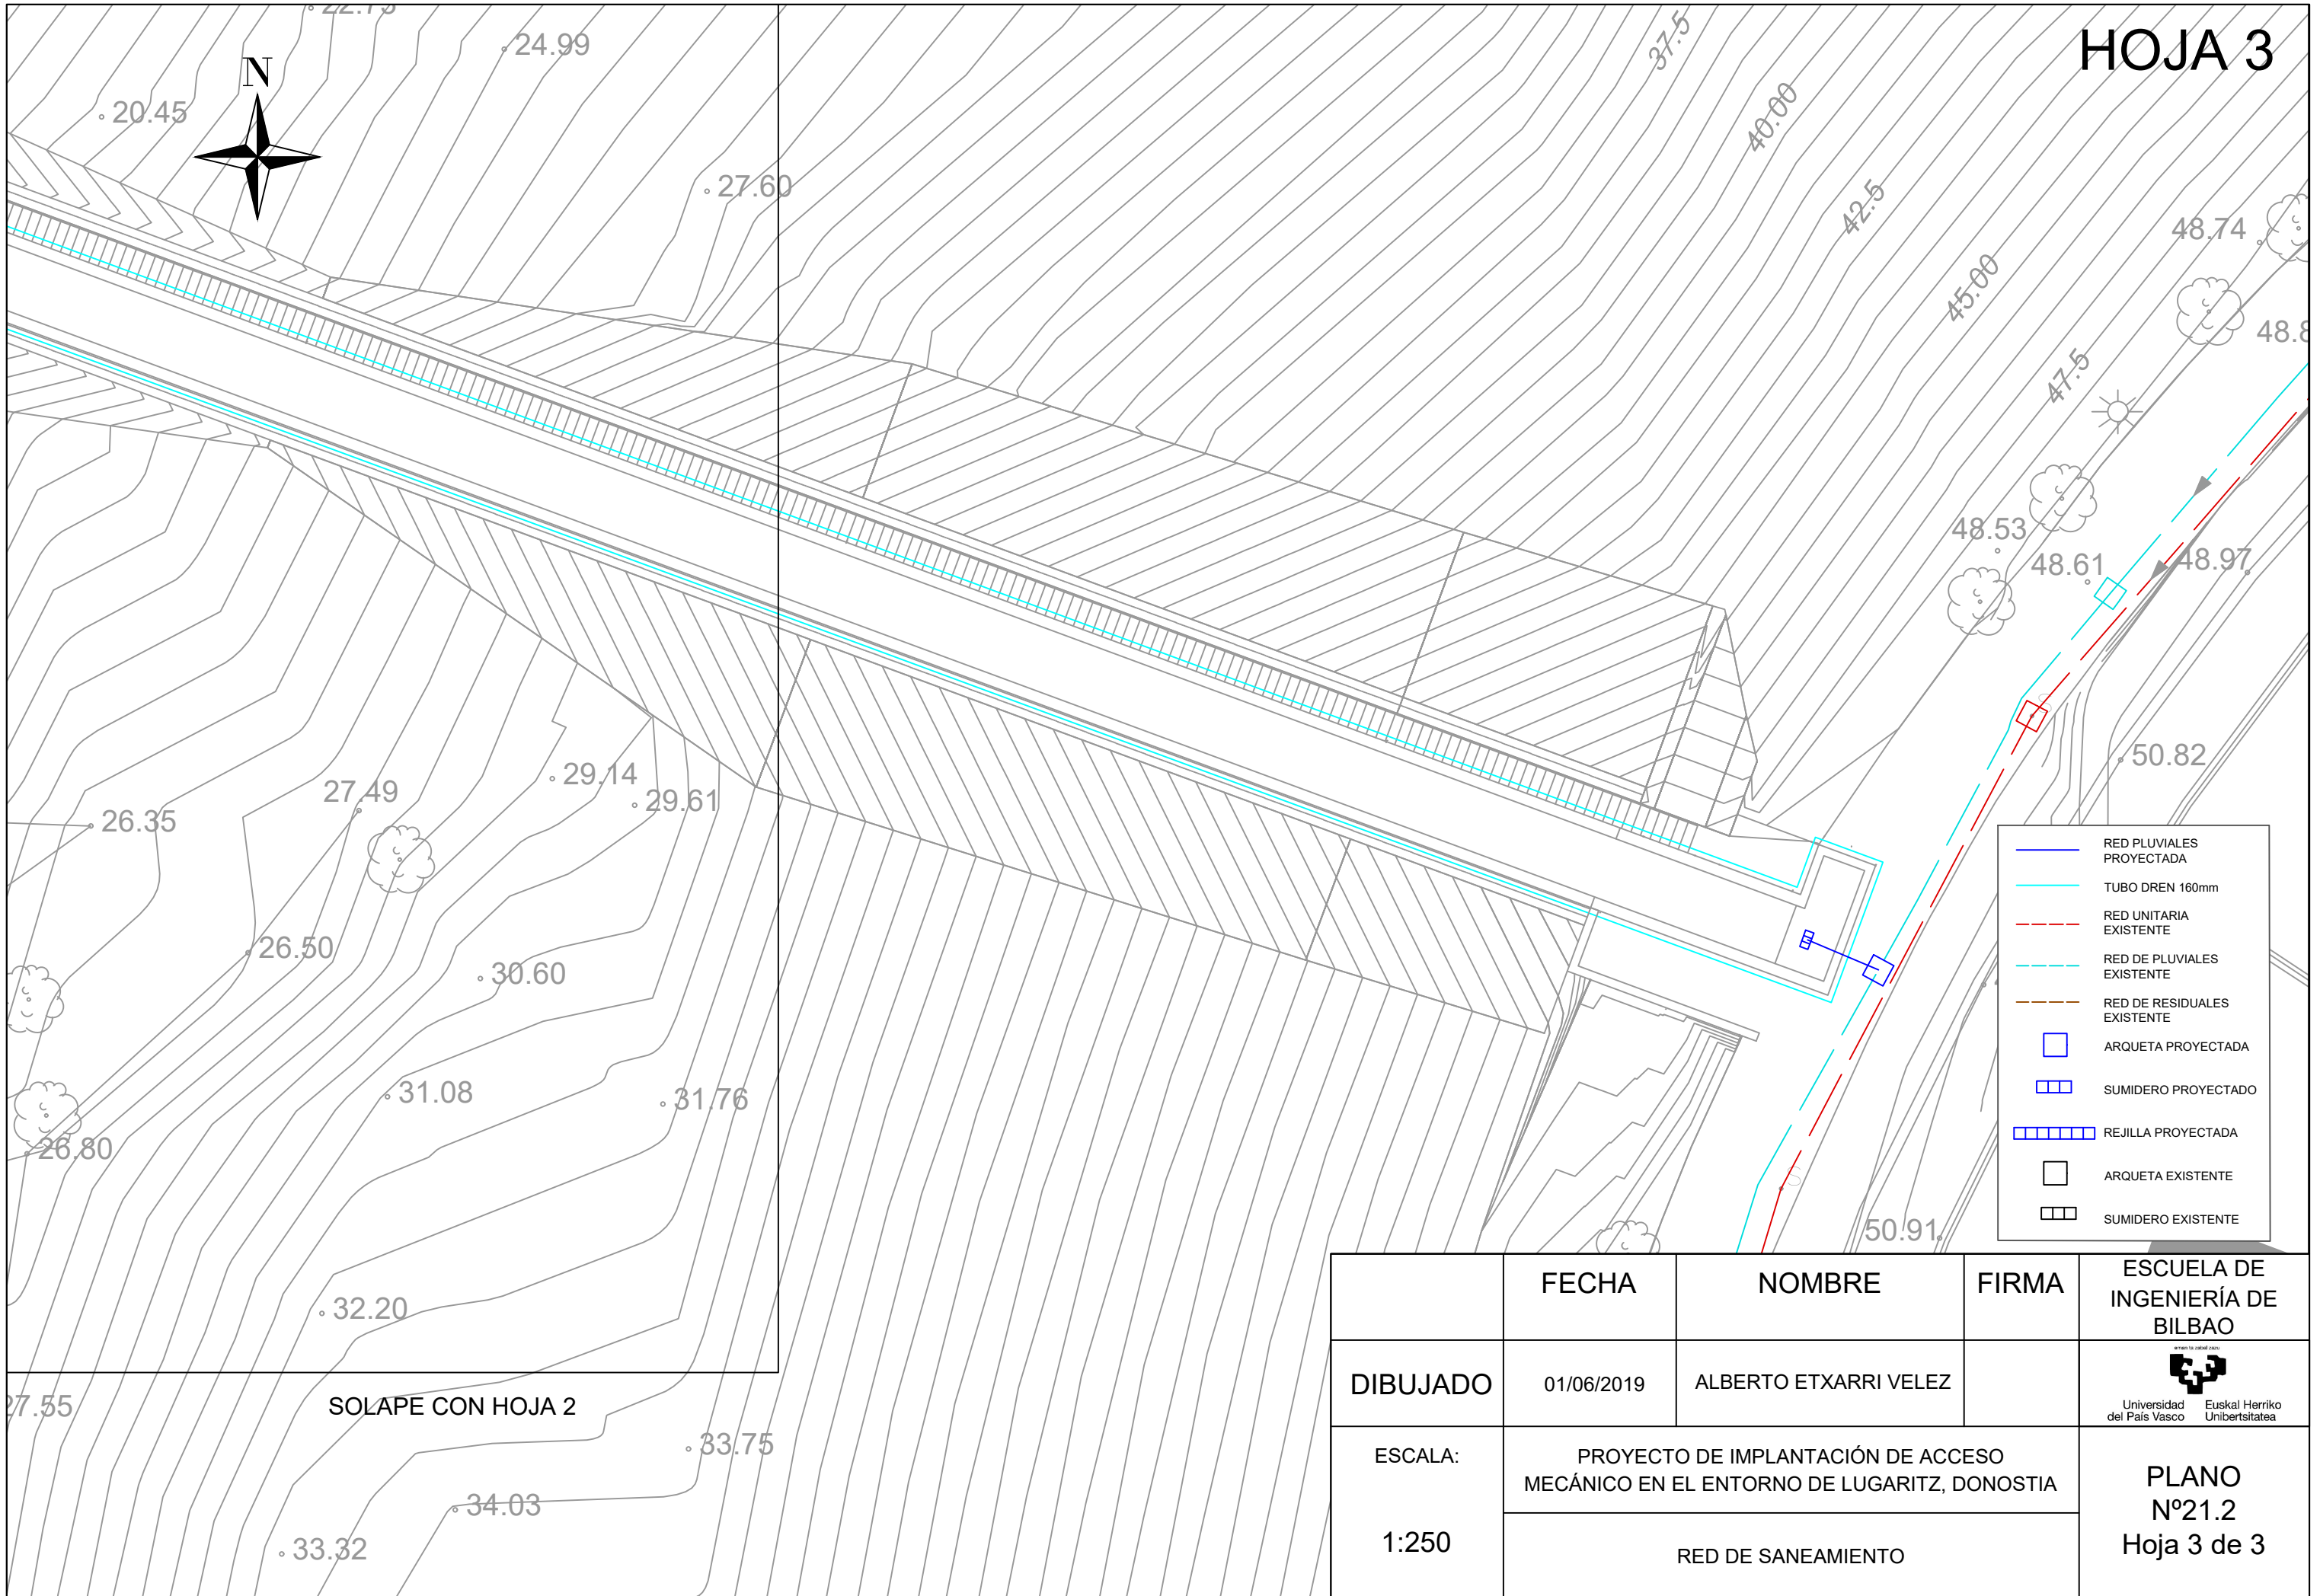 HOJA 3
N
24.99
20.45
27.60
37.5
40.00
42.5
45.00
47.5
48.74
48.53
48.61
48.97
50.82
27.49
29.14
29.61
26.35
26.50
30.60
31.08
31.76
26.80
32.20
27.55
33.75
34.03
33.32
50.91
SOLAPE CON HOJA 2
RED PLUVIALES
PROYECTADA
TUBO DREN 160mm
RED UNITARIA
EXISTENTE
RED DE PLUVIALES
EXISTENTE
RED DE RESIDUALES
EXISTENTE
ARQUETA PROYECTADA
SUMIDERO PROYECTADO
REJILLA PROYECTADA
ARQUETA EXISTENTE
SUMIDERO EXISTENTE
FECHA
NOMBRE
FIRMA
ESCUELA DE
INGENIERÍA DE
BILBAO
DIBUJADO
01/06/2019
ALBERTO ETXARRI VELEZ
eman ta zabal zazu
Universidad
del País Vasco
Euskal Herriko
Unibertsitatea
ESCALA:
1:250
PROYECTO DE IMPLANTACIÓN DE ACCESO
MECÁNICO EN EL ENTORNO DE LUGARITZ, DONOSTIA
RED DE SANEAMIENTO
PLANO
Nº21.2
Hoja 3 de 3